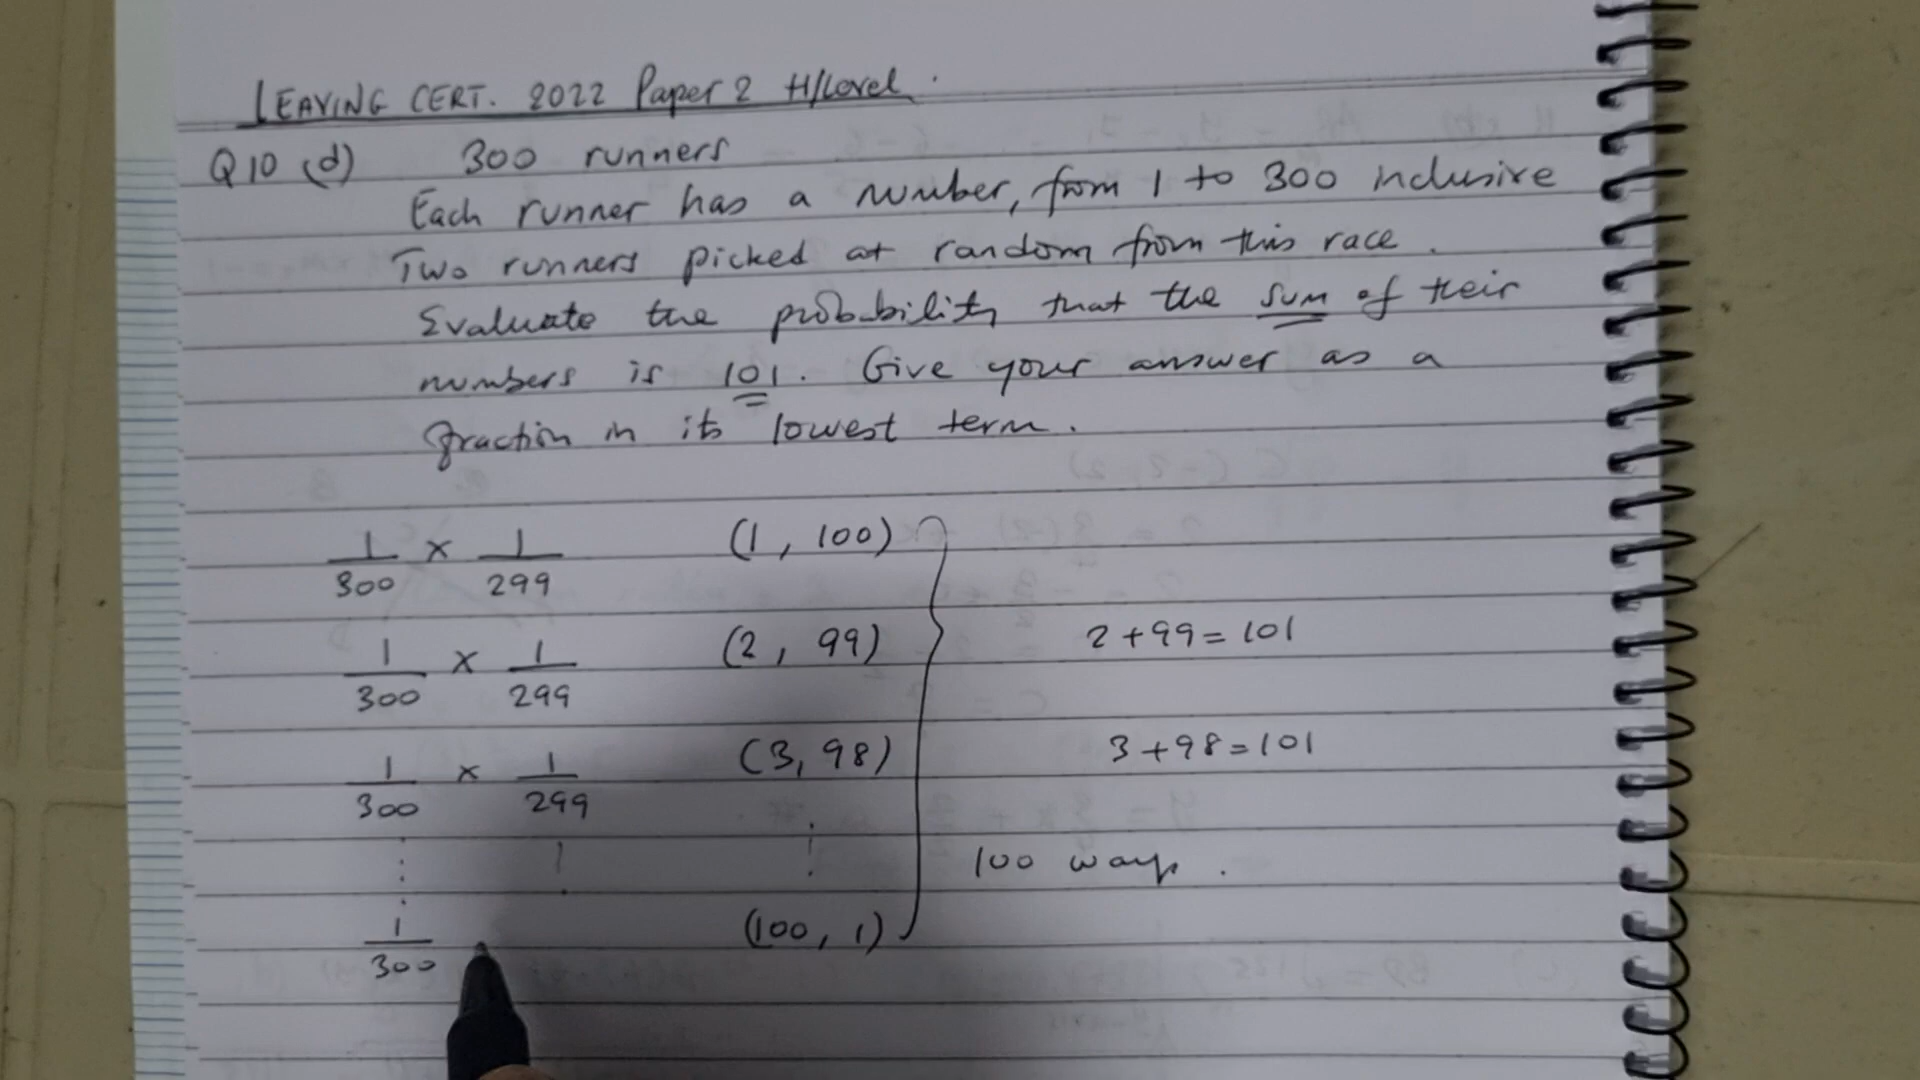 LEAVING CERT. 2022 Paper 2 H/Level.
Q10 (d) 300 runners
Each runner has a number, from 1 to 300 inclusive
Two runners picked at random from this race.
Evaluate the probability that the sum of their
numbers is 101. Give your answer as a
fraction in its lowest term.
1/300 × 1/299 (1, 100)
1/300 × 1/299 (2, 99) 2+99=101
1/300 × 1/299 (3, 98) 3+98=101
100 ways.
1/300 (100, 1)